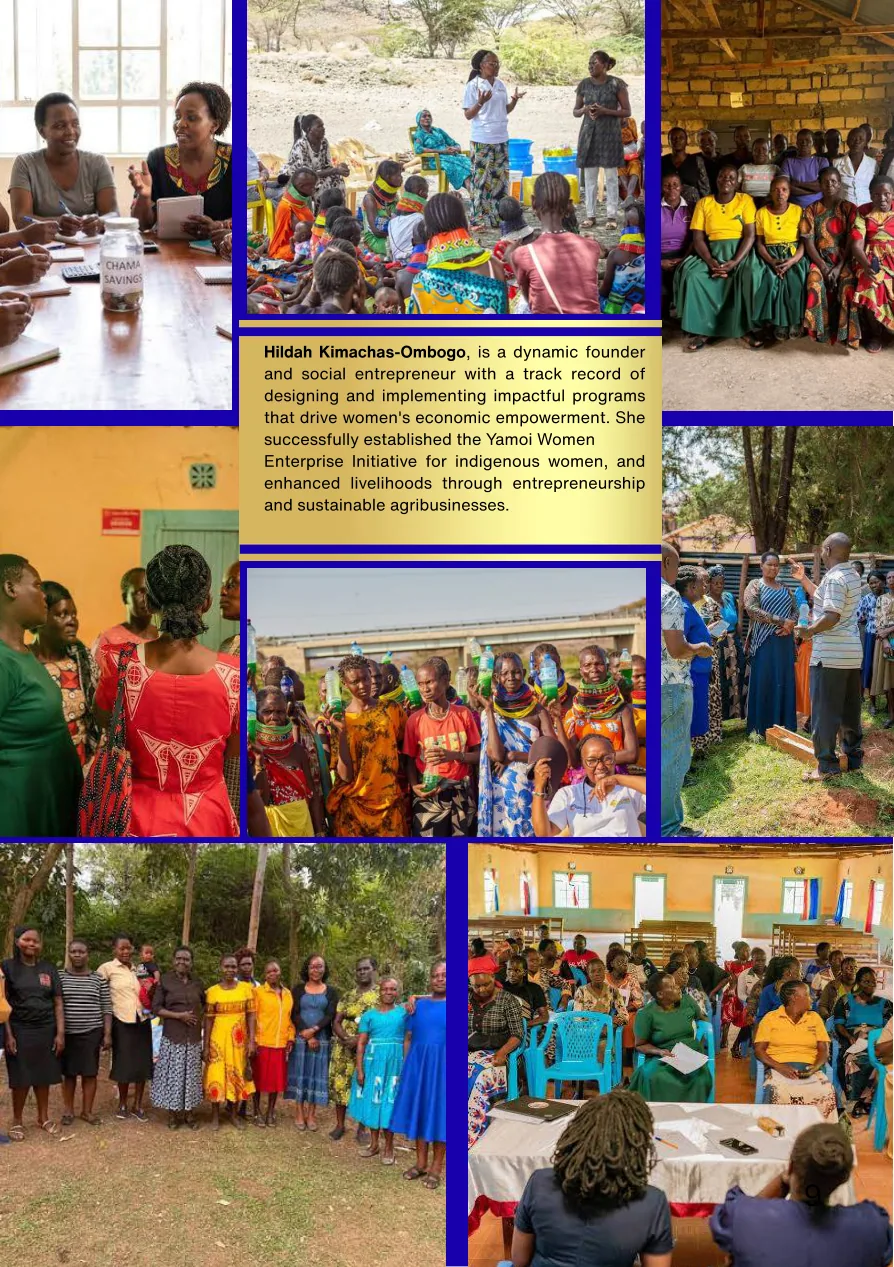 CHAMA
SAVINGS
Hildah Kimachas-Ombogo, is a dynamic founder
and social entrepreneur with a track record of
designing and implementing impactful programs
that drive women's economic empowerment. She
successfully established the Yamoi Women
Enterprise Initiative for indigenous women, and
enhanced livelihoods through entrepreneurship
and sustainable agribusinesses.
9